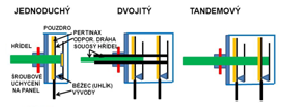 JEDNODUCHÝ
DVOJITÝ
TANDEMOVÝ
POUZDRO
PERTINAX
ODPOR. DRÁHA
SOUOSÝ HŘÍDEL
HŘÍDEL
ŠROUBOVÉ
UCHYCENÍ
NA PANEL
BĚŽEC (UHLÍK)
VÝVODY